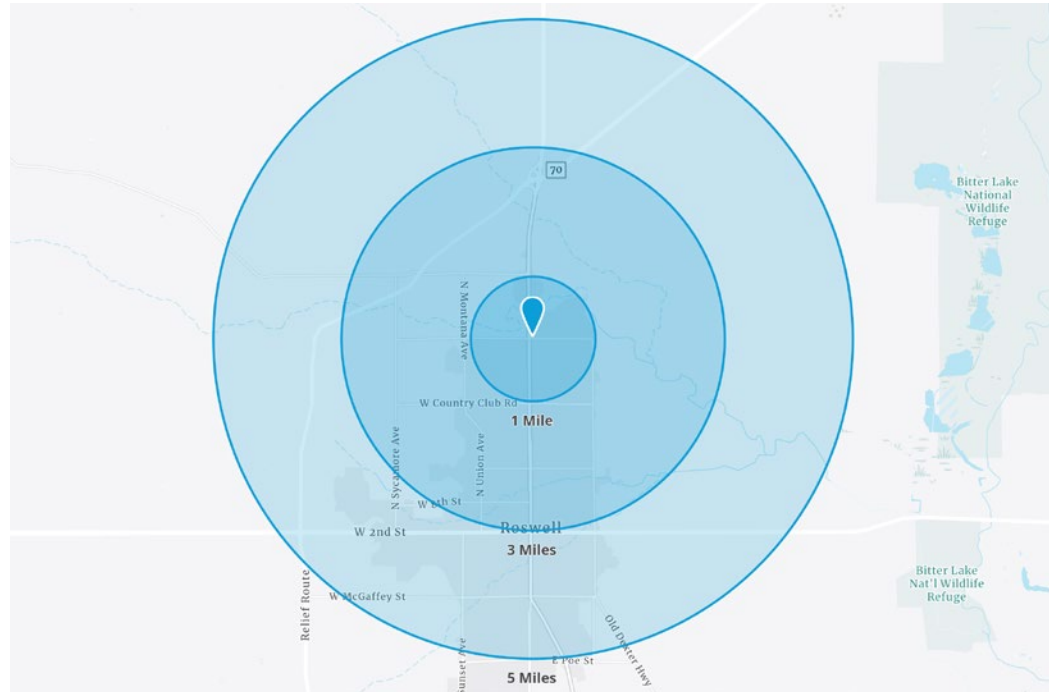 70
Bitter Lake
National
Wildlife
Refuge
N Montana Ave
W Country Club Rd
1 Mile
N Sycamore Ave
N Union Ave
W 8th St
Roswell
W 2nd St
3 Miles
Bitter Lake
Nat'l Wildlife
Refuge
W McGaffey St
Relief Route
Old Dexter Hwy
unset Ave
E Poe St
5 Miles